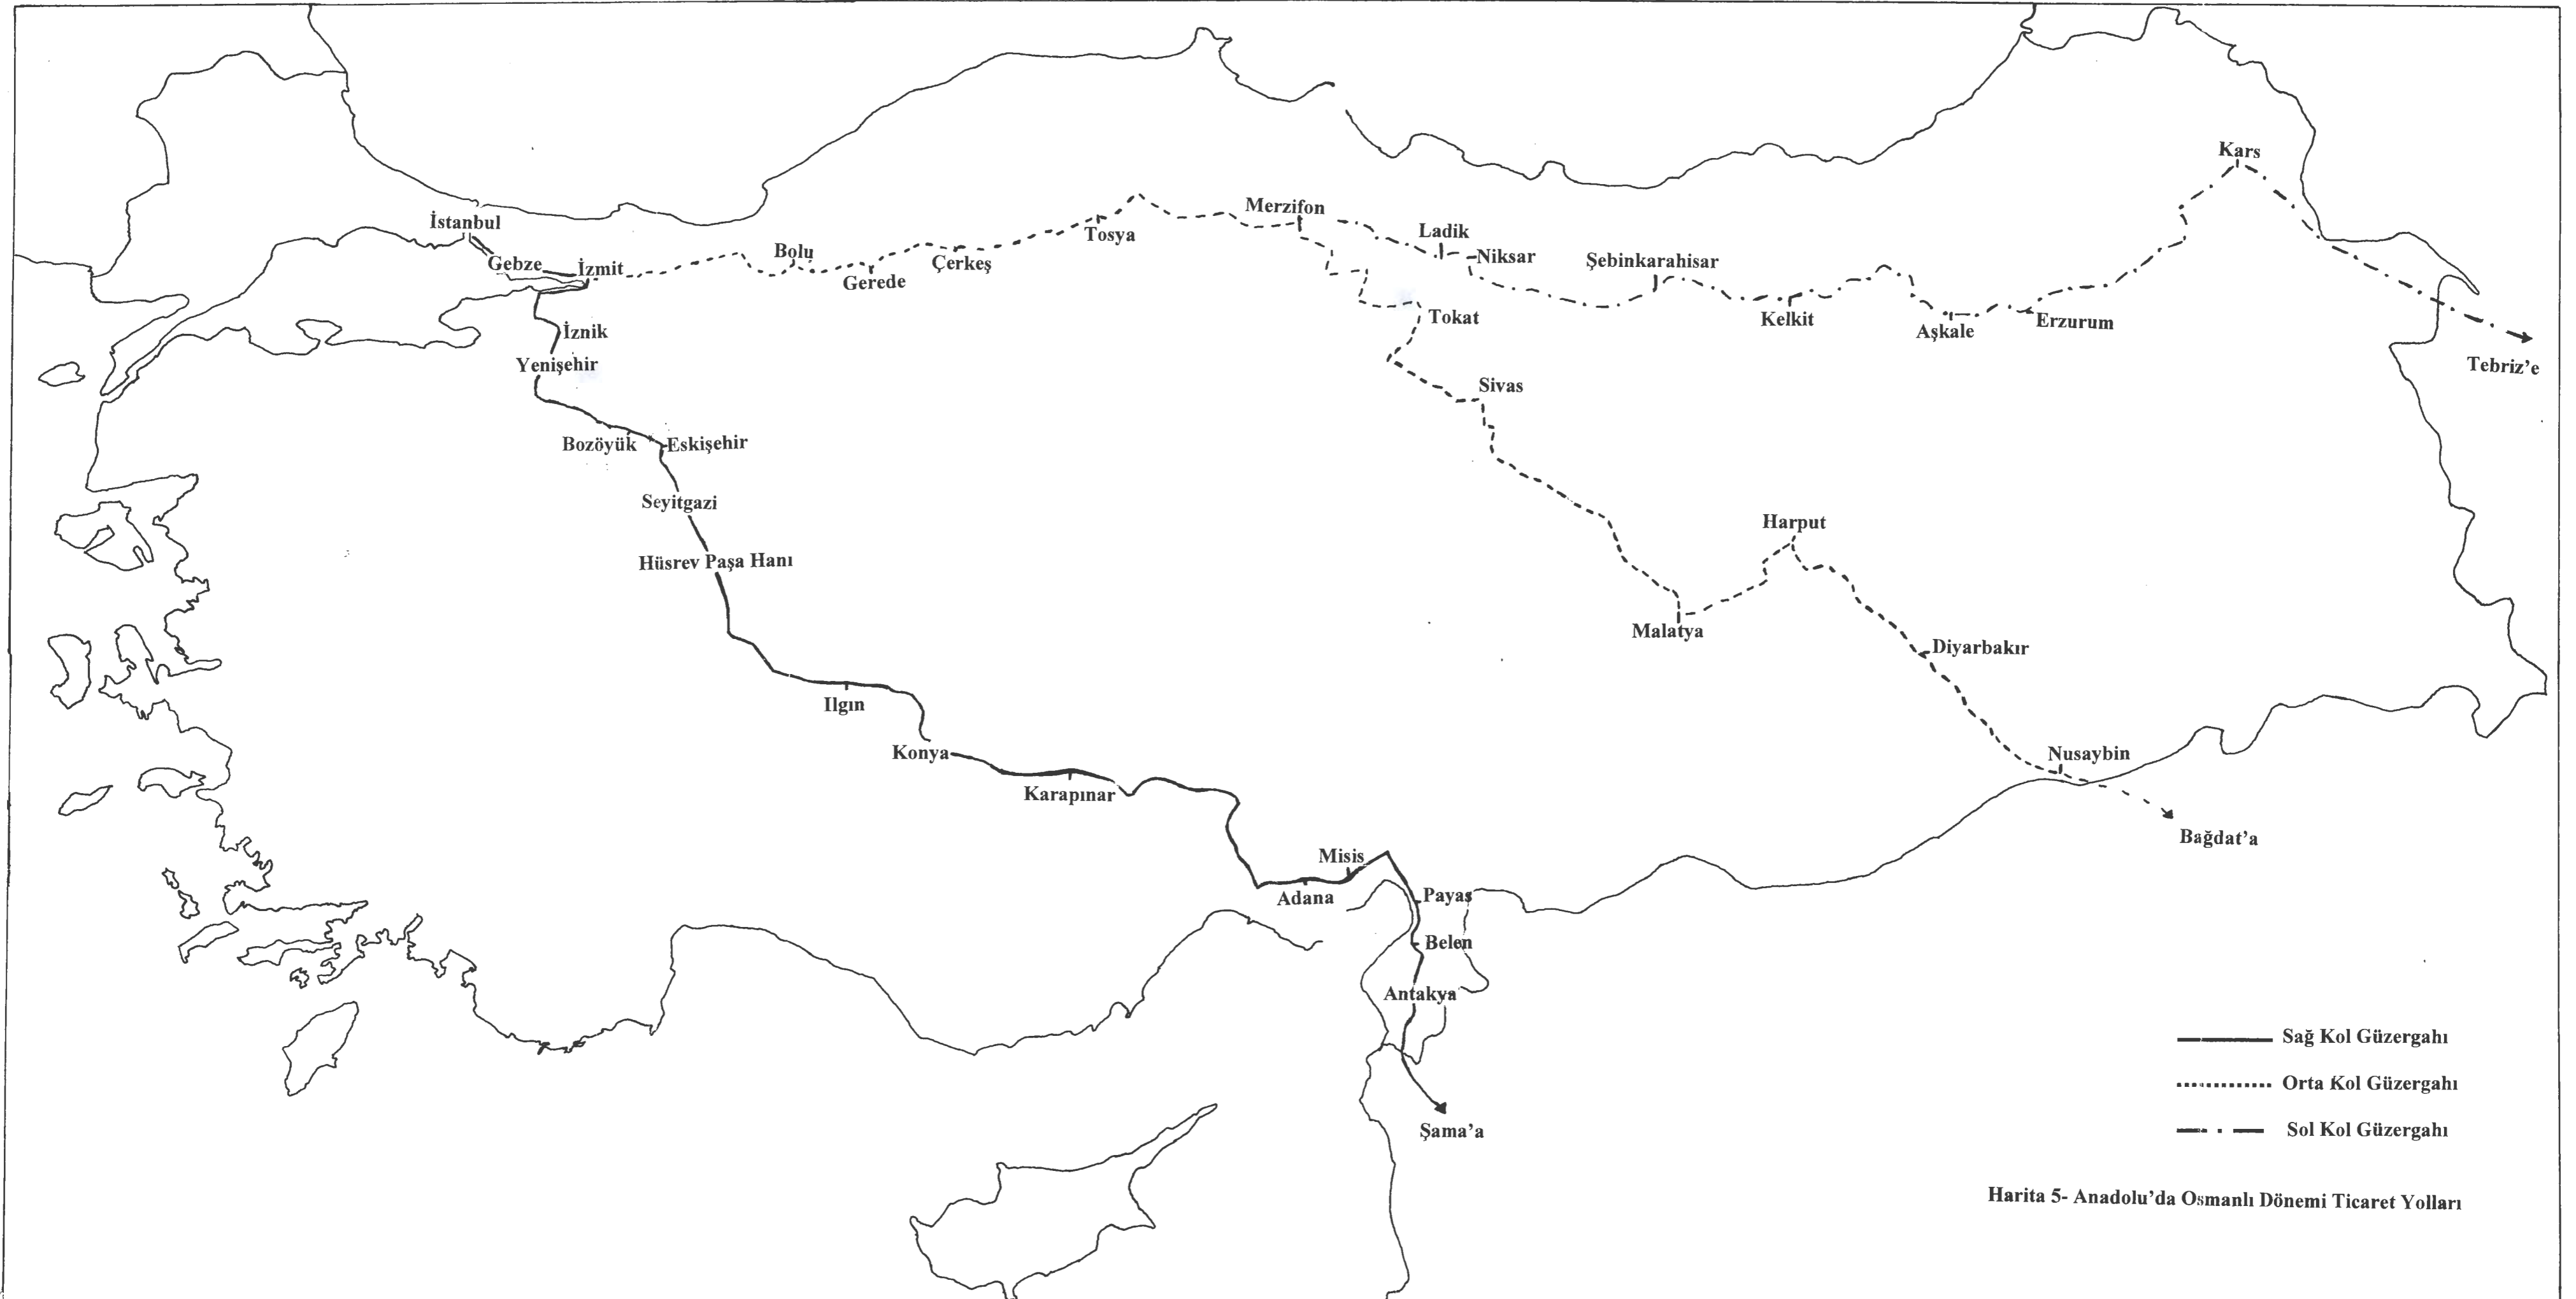 Kars
İstanbul
Merzifon
Ladik
Tosya
Bolu
Gebze
İzmit
Çerkeş
Gerede
Niksar
Şebinkarahisar
Tokat
Kelkit
Aşkale
Erzurum
İznik
Yenişehir
Tebriz'e
Sivas
Bozöyük
Eskişehir
Seyitgazi
Harput
Hüsrev Paşa Hanı
Malatya
Diyarbakır
Ilgın
Konya
Nusaybin
Karapınar
Bağdat'a
Misis
Adana
Payas
Belen
Antakya
Şama'a
Sağ Kol Güzergahı
Orta Kol Güzergahı
Sol Kol Güzergahı
Harita 5- Anadolu'da Osmanlı Dönemi Ticaret Yolları